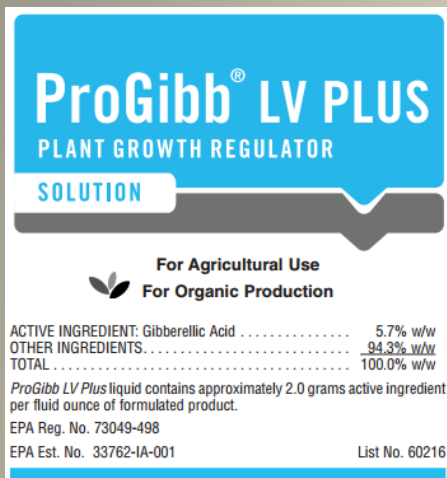 ProGibb® LV PLUS
PLANT GROWTH REGULATOR
SOLUTION
For Agricultural Use
For Organic Production
ACTIVE INGREDIENT: Gibberellic Acid . . . . . . . . . . . . . . . 5.7% w/w
OTHER INGREDIENTS. . . . . . . . . . . . . . . . . . . . . . . . . . . 94.3% w/w
TOTAL . . . . . . . . . . . . . . . . . . . . . . . . . . . . . . . . . . . . . 100.0% w/w
ProGibb LV Plus liquid contains approximately 2.0 grams active ingredient
per fluid ounce of formulated product.
EPA Reg. No. 73049-498
EPA Est. No. 33762-IA-001 List No. 60216